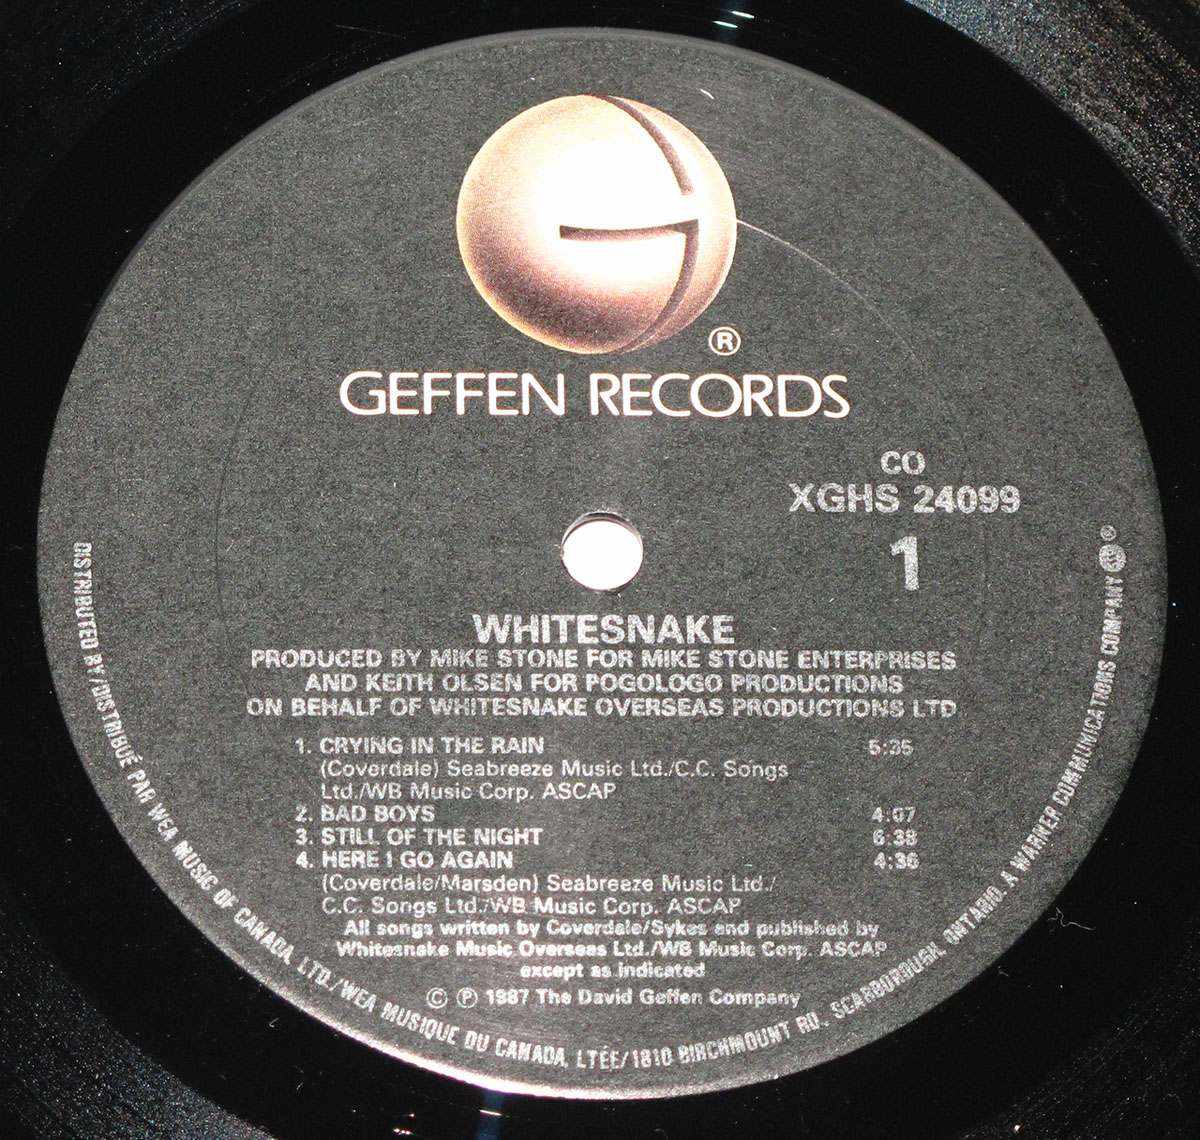 ®
GEFFEN RECORDS
CO
XGHS 24099
1
WHITESNAKE
PRODUCED BY MIKE STONE FOR MIKE STONE ENTERPRISES
AND KEITH OLSEN FOR POGOLOGO PRODUCTIONS
ON BEHALF OF WHITESNAKE OVERSEAS PRODUCTIONS LTD
1. CRYING IN THE RAIN 5:35
(Coverdale) Seabreeze Music Ltd./C.C. Songs
Ltd./WB Music Corp. ASCAP
2. BAD BOYS 4:07
3. STILL OF THE NIGHT 6:38
4. HERE I GO AGAIN 4:36
(Coverdale/Marsden) Seabreeze Music Ltd./
C.C. Songs Ltd./WB Music Corp. ASCAP
All songs written by Coverdale/Sykes and published by
Whitesnake Music Overseas Ltd./WB Music Corp. ASCAP
except as indicated
© ℗ 1987 The David Geffen Company
DISTRIBUTED BY/DISTRIBUÉ PAR WEA MUSIC OF CANADA, LTD./WEA MUSIQUE DU CANADA, LTÉE/1810 BIRCHMOUNT RD., SCARBOROUGH, ONTARIO. A WARNER COMMUNICATIONS COMPANY ®